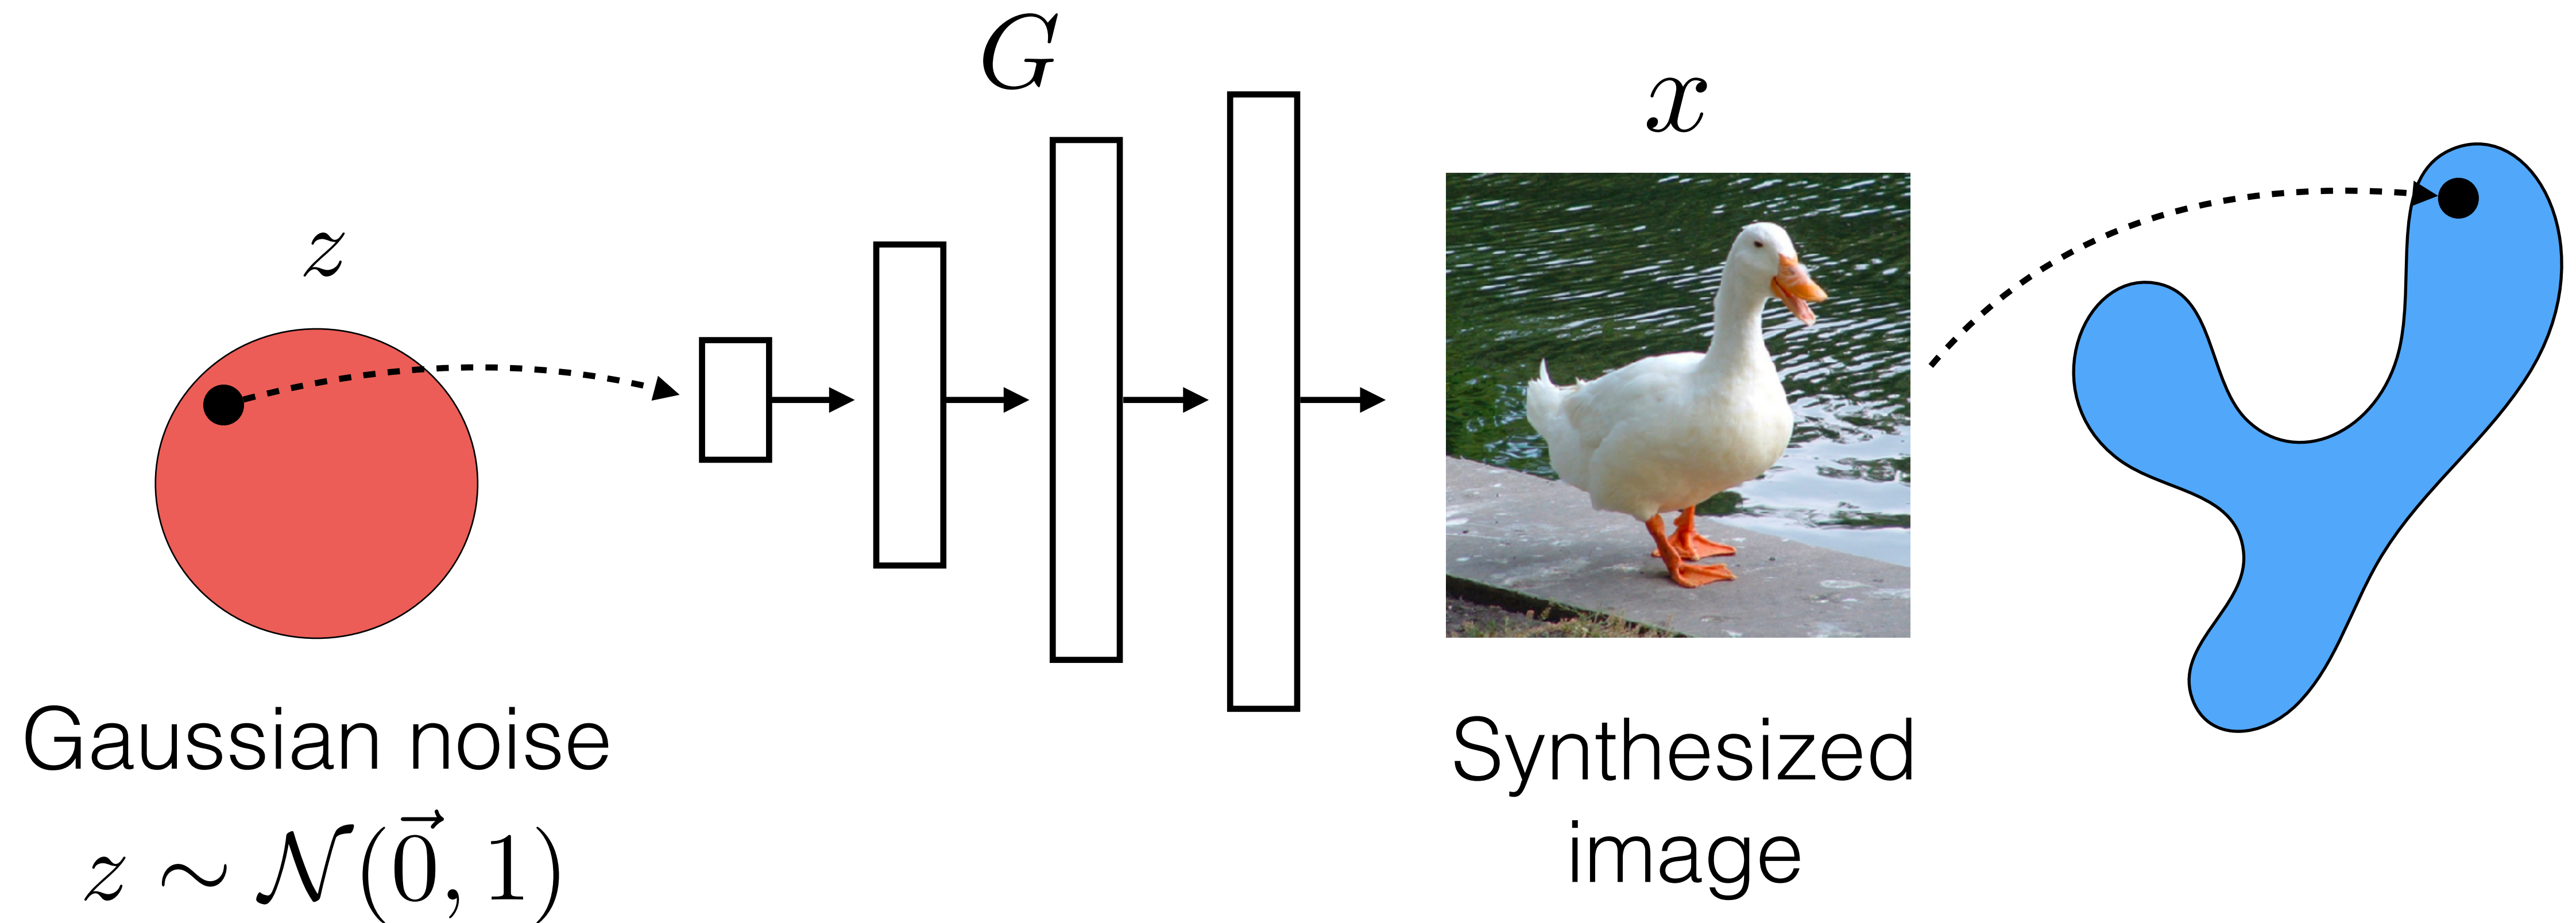 G
x
z
Gaussian noise
z ∼ 𝒩(0⃗, 1)
Synthesized
image